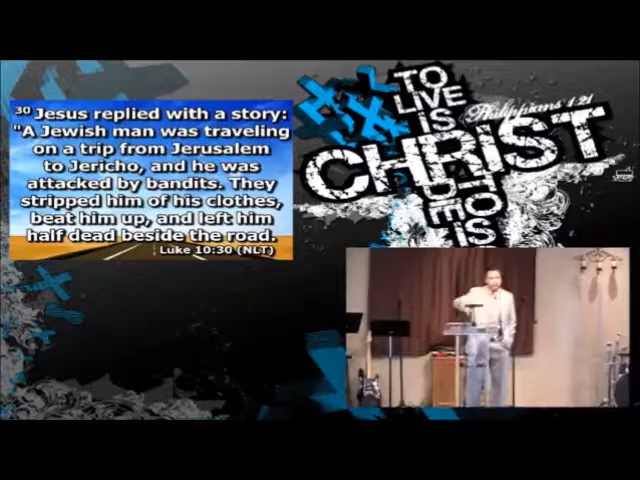 30 Jesus replied with a story:
"A Jewish man was traveling
on a trip from Jerusalem
to Jericho, and he was
attacked by bandits. They
stripped him of his clothes,
beat him up, and left him
half dead beside the road.
Luke 10:30 (NLT)
TO
LIVE
IS
Philippians 1:21
CHRIST
TO
DIE
IS